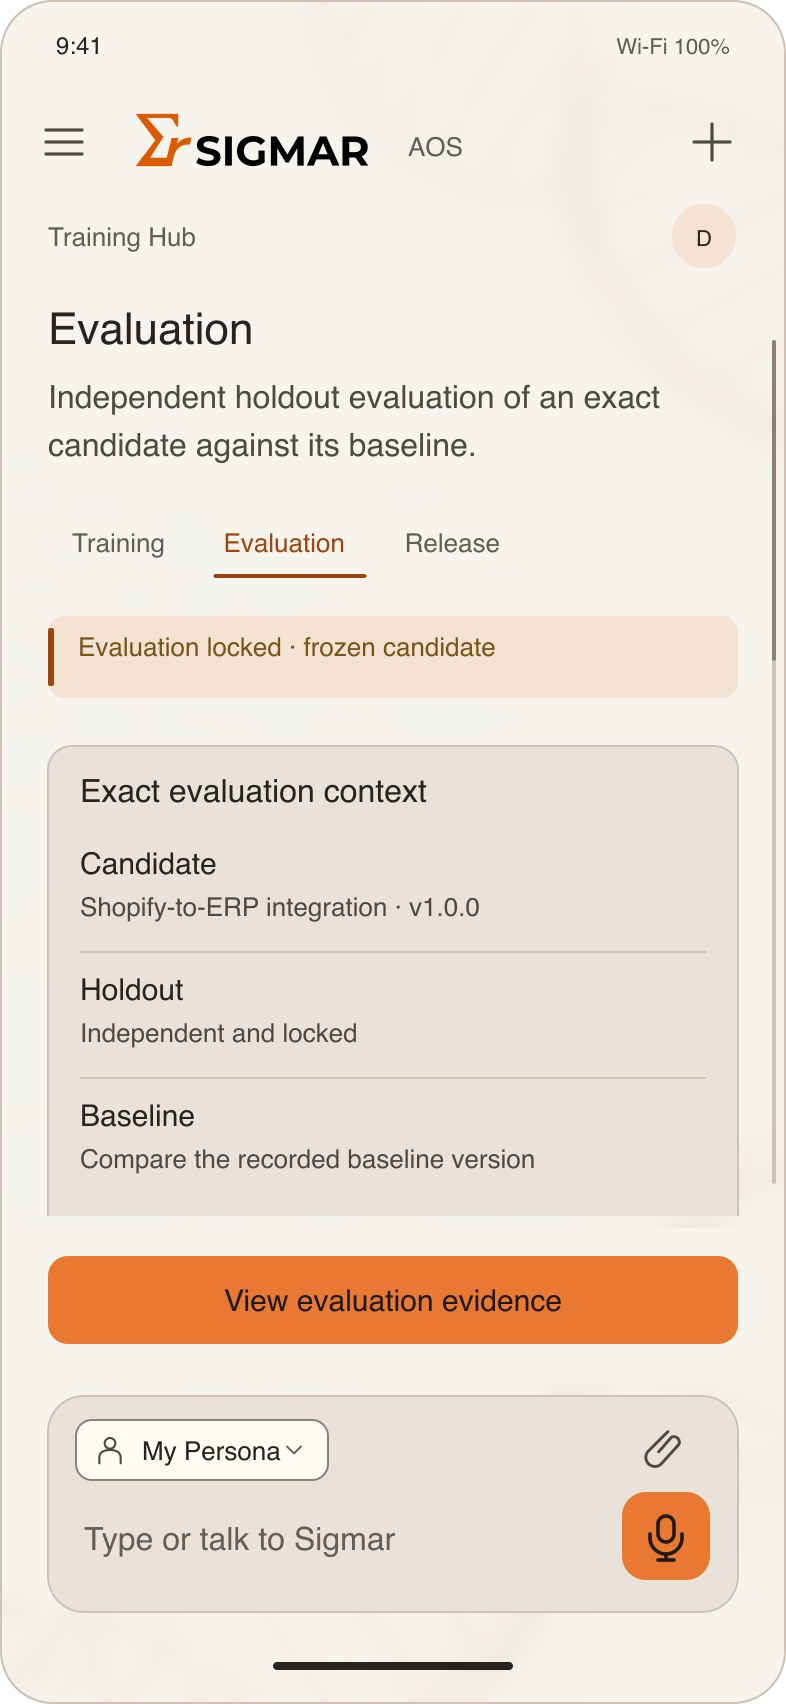 9:41
Wi-Fi 100%
Σr SIGMAR
AOS
Training Hub
D
Evaluation
Independent holdout evaluation of an exact
candidate against its baseline.
Training
Evaluation
Release
Evaluation locked · frozen candidate
Exact evaluation context
Candidate
Shopify-to-ERP integration · v1.0.0
Holdout
Independent and locked
Baseline
Compare the recorded baseline version
View evaluation evidence
My Persona
Type or talk to Sigmar